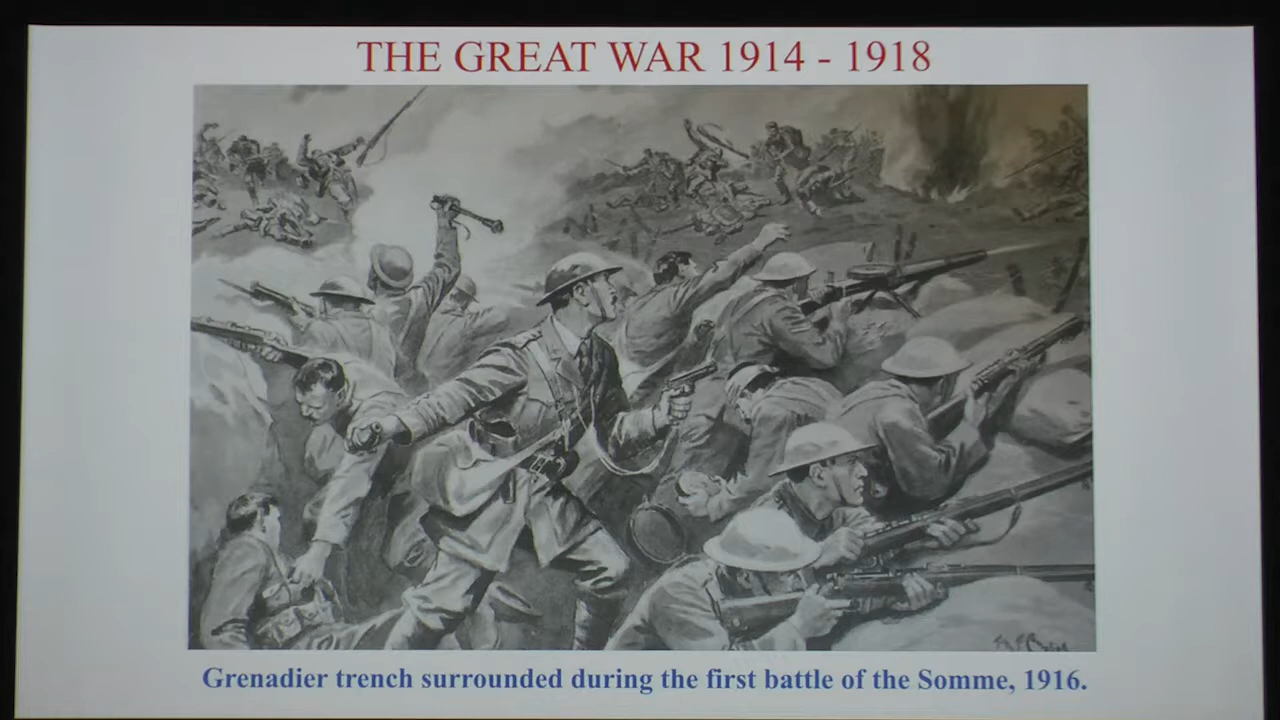 THE GREAT WAR 1914 - 1918
Grenadier trench surrounded during the first battle of the Somme, 1916.